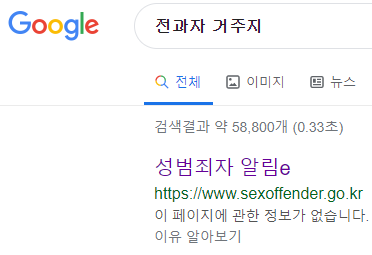 Google 전과자 거주지
전체 이미지 뉴스
검색결과 약 58,800개 (0.33초)
성범죄자 알림e
https://www.sexoffender.go.kr
이 페이지에 관한 정보가 없습니다.
이유 알아보기